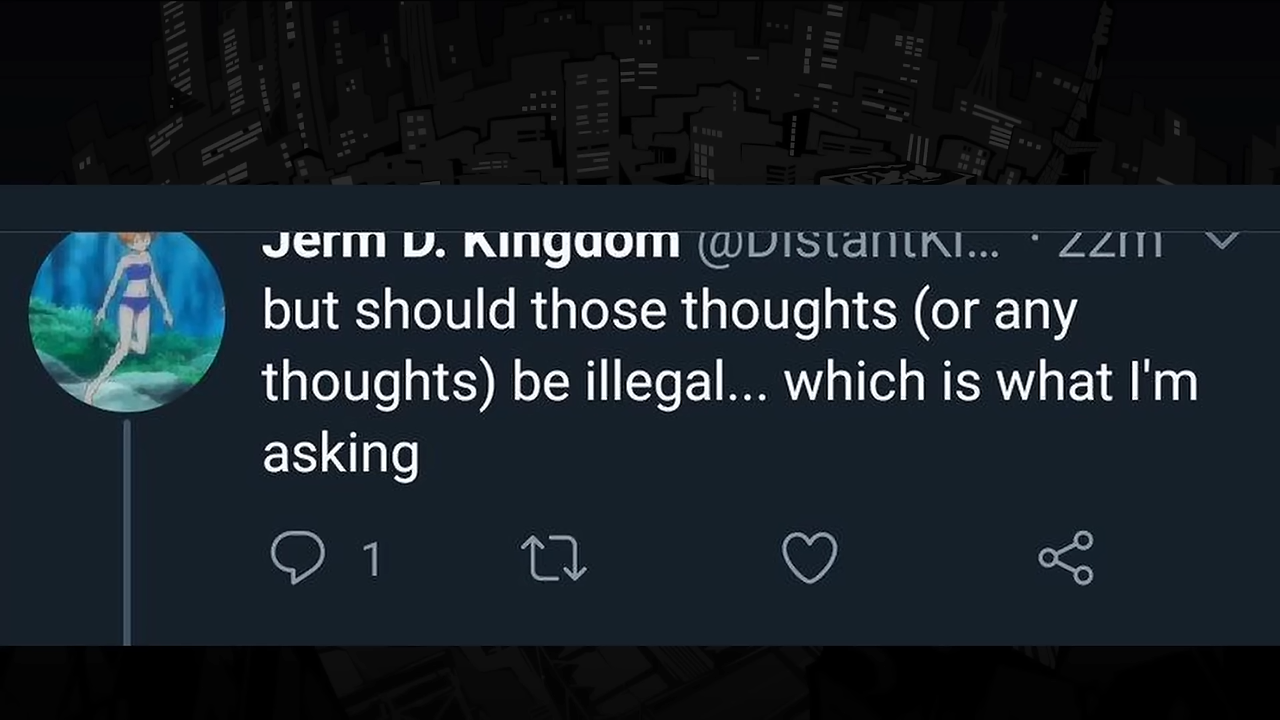 Jerm D. Kingdom @DistantKi... · 22m
but should those thoughts (or any
thoughts) be illegal... which is what I'm
asking
1